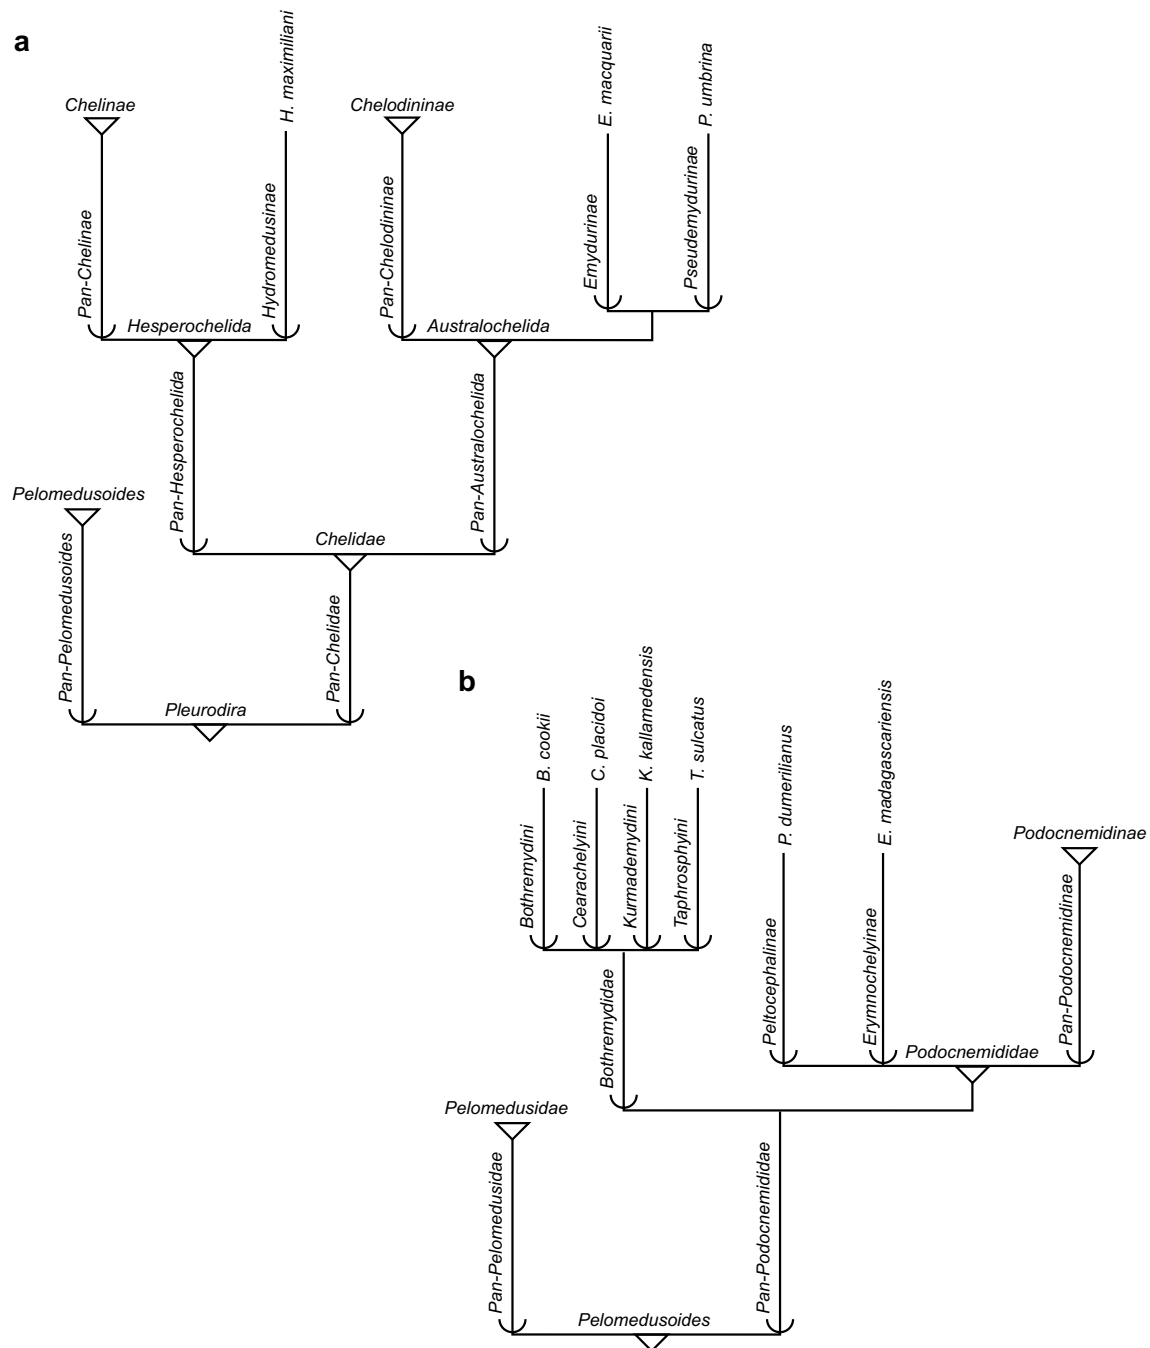 a
H. maximiliani
E. macquarii
P. umbrina
Chelinae
Chelodininae
Pan-Chelinae
Hydromedusinae
Pan-Chelodininae
Emydurinae
Pseudemydurinae
Hesperochelida
Australochelida
Pan-Hesperochelida
Pan-Australochelida
Pelomedusoides
Chelidae
Pan-Pelomedusoides
Pan-Chelidae
Pleurodira
b
B. cookii
C. placidoi
K. kallamedensis
T. sulcatus
P. dumerilianus
E. madagascariensis
Podocnemidinae
Bothremydini
Cearachelyini
Kurmademydini
Taphrosphyini
Peltocephalinae
Erymnochelyinae
Pan-Podocnemidinae
Podocnemididae
Bothremydidae
Pelomedusidae
Pan-Pelomedusidae
Pan-Podocnemididae
Pelomedusoides